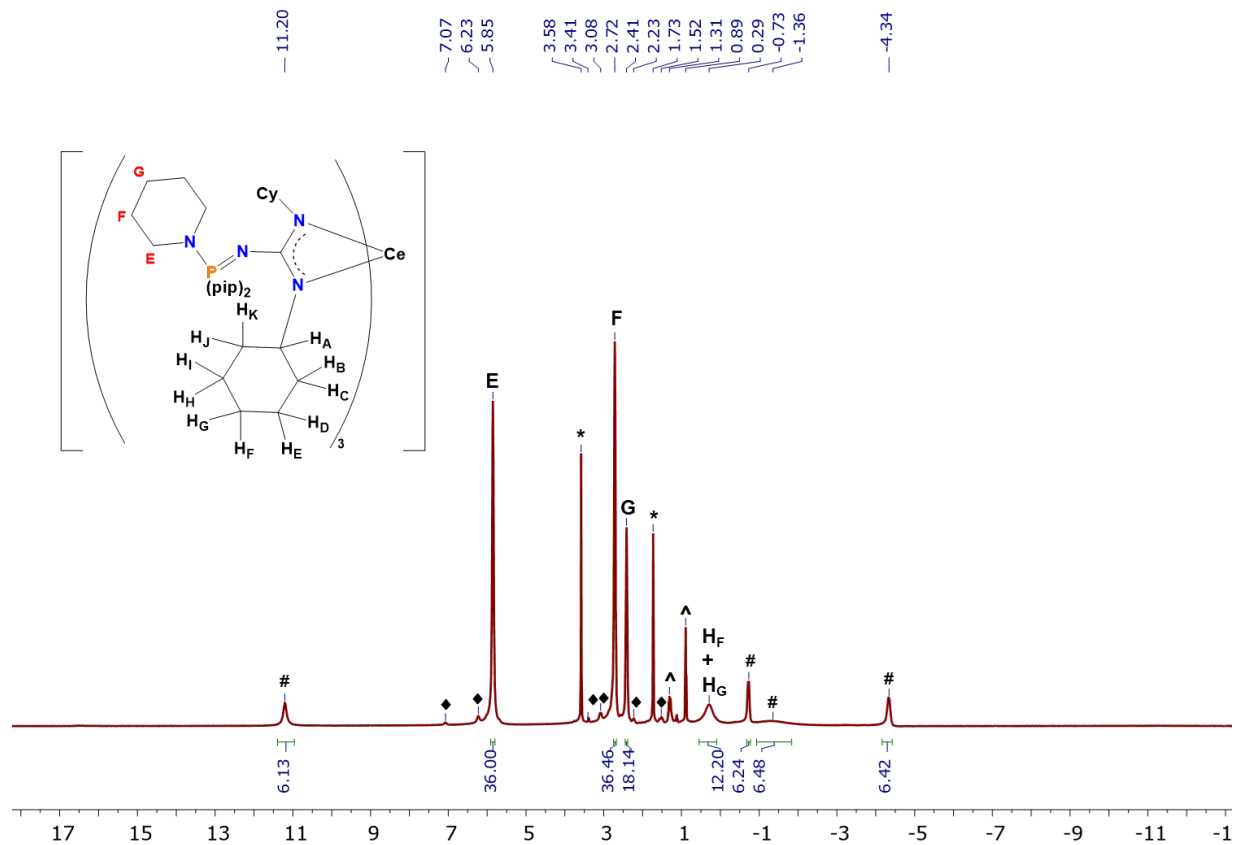 11.20 7.07 6.23 5.85 3.58 3.41 3.08 2.72 2.41 2.23 1.73 1.52 1.31 0.89 0.29 -0.73 -1.36 -4.34
G
Cy
F
N
N
N
Ce
E
P
N
(pip)2
HK
HJ
HA
HI
HB
HH
HC
HG
HD
HF
HE
3
F
E
*
G
*
^
HF
+
HG
# ♦ ♦ ♦ ♦ ♦ ♦ ^ # # #
6.13 36.00 36.46 18.14 12.20 6.24 6.48 6.42
17 15 13 11 9 7 5 3 1 -1 -3 -5 -7 -9 -11 -1